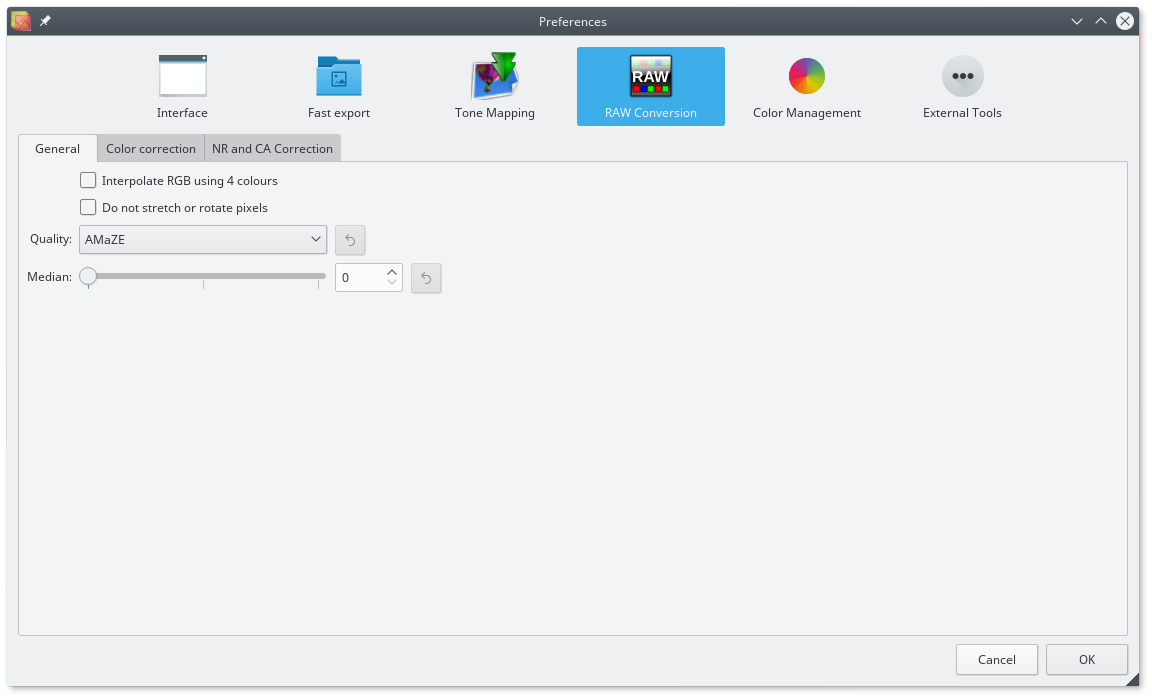 Preferences
RAW
Interface
Fast export
Tone Mapping
RAW Conversion
Color Management
External Tools
General
Color correction
NR and CA Correction
Interpolate RGB using 4 colours
Do not stretch or rotate pixels
Quality: AMaZE
Median: 0
Cancel
OK